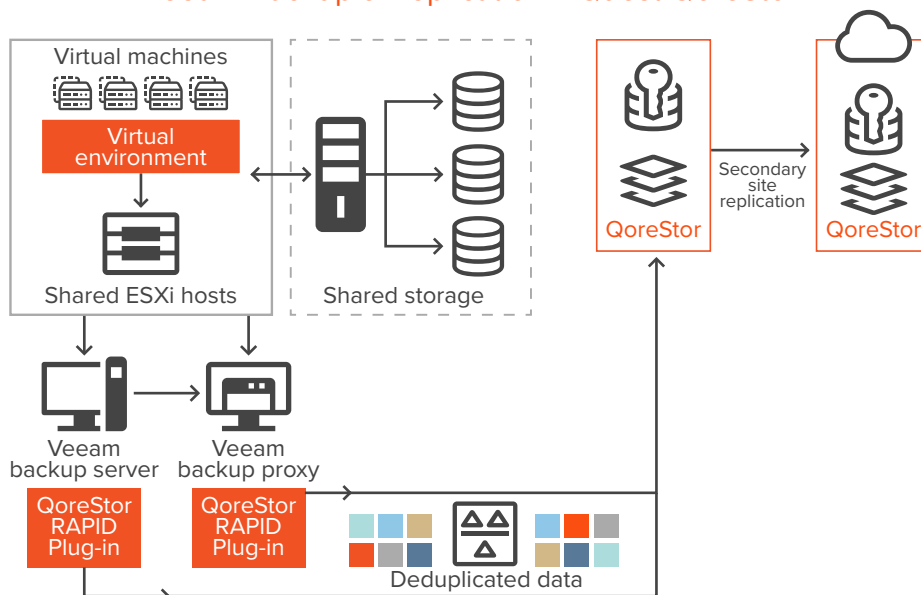 Virtual machines
Virtual
environment
Shared ESXi hosts
Shared storage
QoreStor
Secondary
site
replication
QoreStor
Veeam
backup server
QoreStor
RAPID
Plug-in
Veeam
backup proxy
QoreStor
RAPID
Plug-in
Deduplicated data